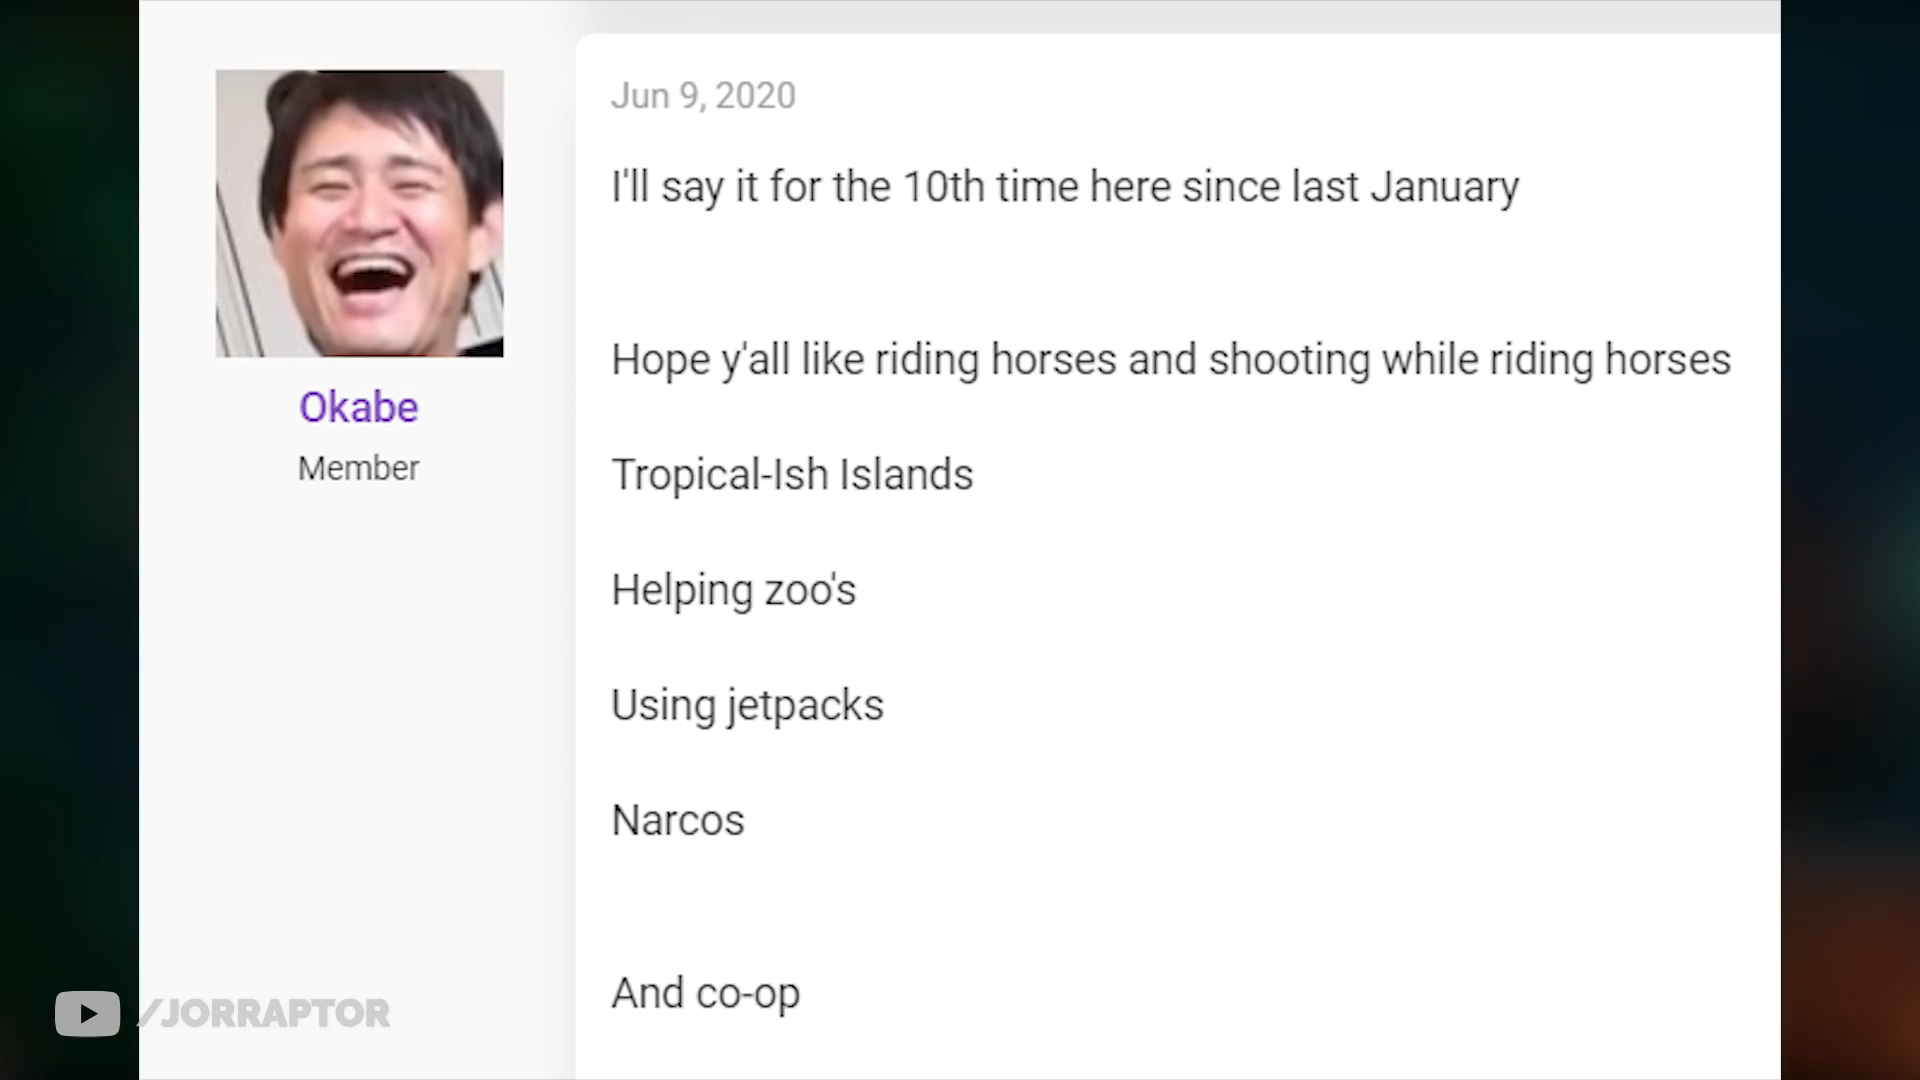 Jun 9, 2020
I'll say it for the 10th time here since last January
Hope y'all like riding horses and shooting while riding horses
Okabe
Member
Tropical-Ish Islands
Helping zoo's
Using jetpacks
Narcos
And co-op
/JORRAPTOR